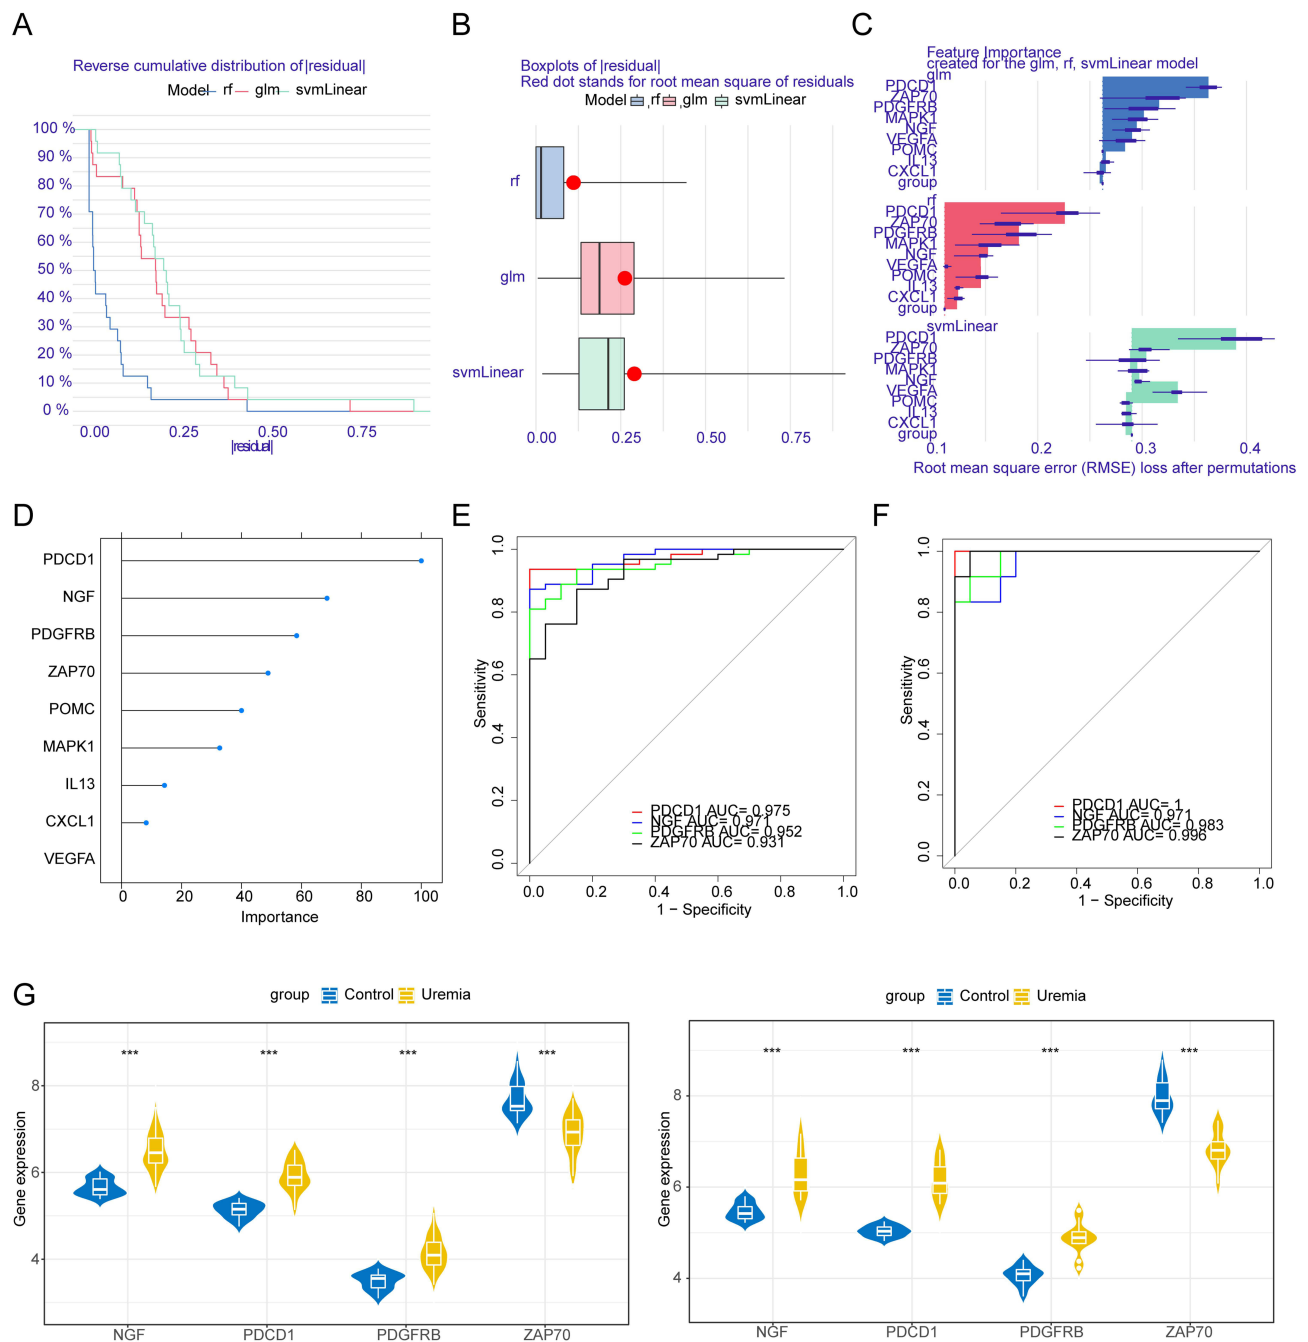 A
Reverse cumulative distribution of |residual|
Model rf glm svmLinear
100 %
90 %
80 %
70 %
60 %
50 %
40 %
30 %
20 %
10 %
0 %
0.00 0.25 0.50 0.75
|residual|
B
Boxplots of |residual|
Red dot stands for root mean square of residuals
Model rf glm svmLinear
rf
glm
svmLinear
0.00 0.25 0.50 0.75
C
Feature Importance
created for the glm, rf, svmLinear model
glm
PDCD1
ZAP70
PDGFRB
MAPK1
NGF
VEGFA
POMC
IL13
CXCL1
group
rf
PDCD1
ZAP70
PDGFRB
MAPK1
NGF
VEGFA
POMC
IL13
CXCL1
group
svmLinear
PDCD1
ZAP70
PDGFRB
MAPK1
NGF
VEGFA
POMC
IL13
CXCL1
group
0.1 0.2 0.3 0.4
Root mean square error (RMSE) loss after permutations
D
PDCD1
NGF
PDGFRB
ZAP70
POMC
MAPK1
IL13
CXCL1
VEGFA
0 20 40 60 80 100
Importance
E
Sensitivity
1.0
0.8
0.6
0.4
0.2
0.0
PDCD1 AUC= 0.975
NGF AUC= 0.971
PDGFRB AUC= 0.952
ZAP70 AUC= 0.931
0.0 0.2 0.4 0.6 0.8 1.0
1 − Specificity
F
Sensitivity
1.0
0.8
0.6
0.4
0.2
0.0
PDCD1 AUC= 1
NGF AUC= 0.971
PDGFRB AUC= 0.983
ZAP70 AUC= 0.996
0.0 0.2 0.4 0.6 0.8 1.0
1 − Specificity
G
group Control Uremia
Gene expression
8
6
4
*** *** *** ***
NGF PDCD1 PDGFRB ZAP70
group Control Uremia
Gene expression
8
6
4
*** *** *** ***
NGF PDCD1 PDGFRB ZAP70